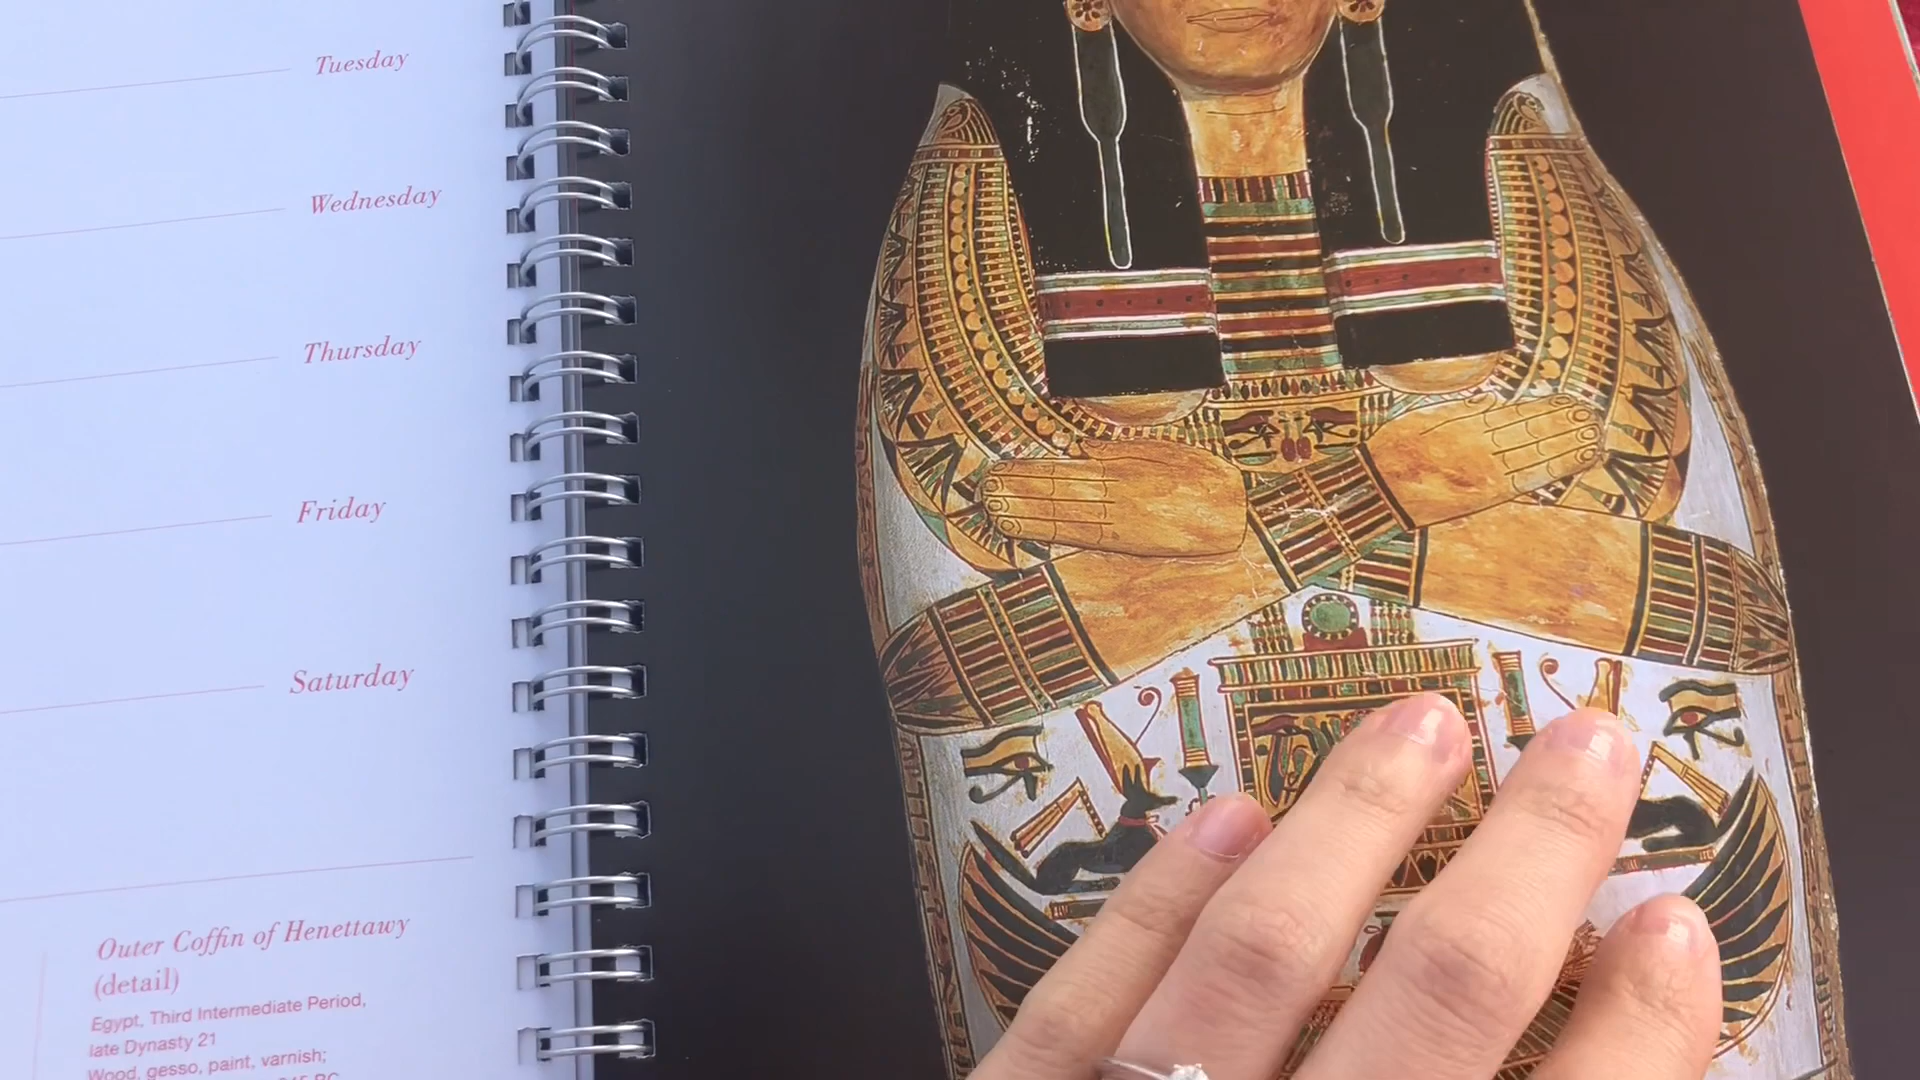 Tuesday
Wednesday
Thursday
Friday
Saturday
Outer Coffin of Henettawy
(detail)
Egypt, Third Intermediate Period,
late Dynasty 21
Wood, gesso, paint, varnish;
BC